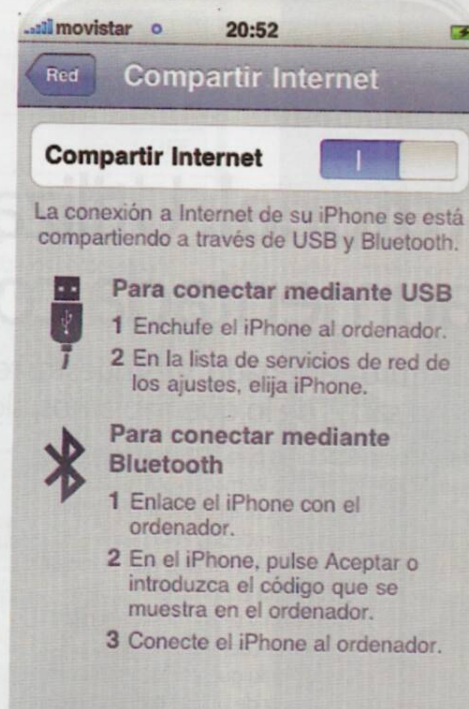 movistar 20:52
Red Compartir Internet
Compartir Internet
La conexión a Internet de su iPhone se está
compartiendo a través de USB y Bluetooth.
Para conectar mediante USB
1 Enchufe el iPhone al ordenador.
2 En la lista de servicios de red de
los ajustes, elija iPhone.
Para conectar mediante
Bluetooth
1 Enlace el iPhone con el
ordenador.
2 En el iPhone, pulse Aceptar o
introduzca el código que se
muestra en el ordenador.
3 Conecte el iPhone al ordenador.